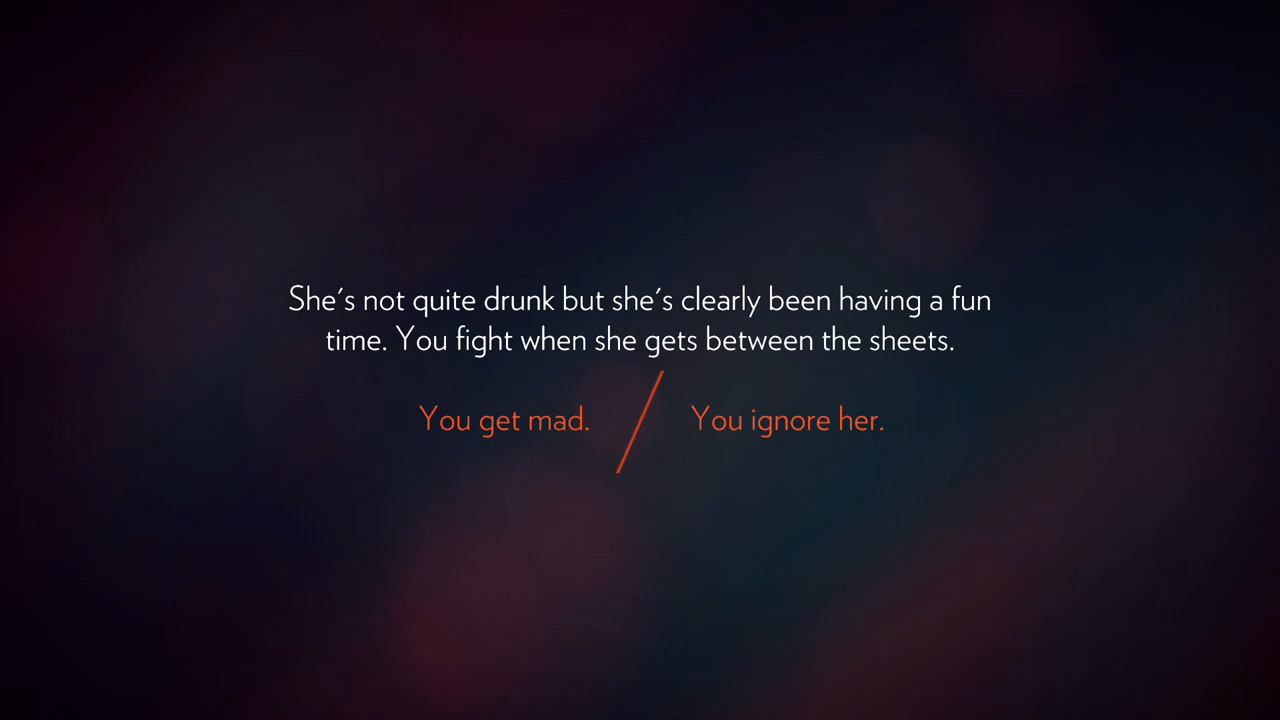 She's not quite drunk but she's clearly been having a fun
time. You fight when she gets between the sheets.
You get mad. / You ignore her.